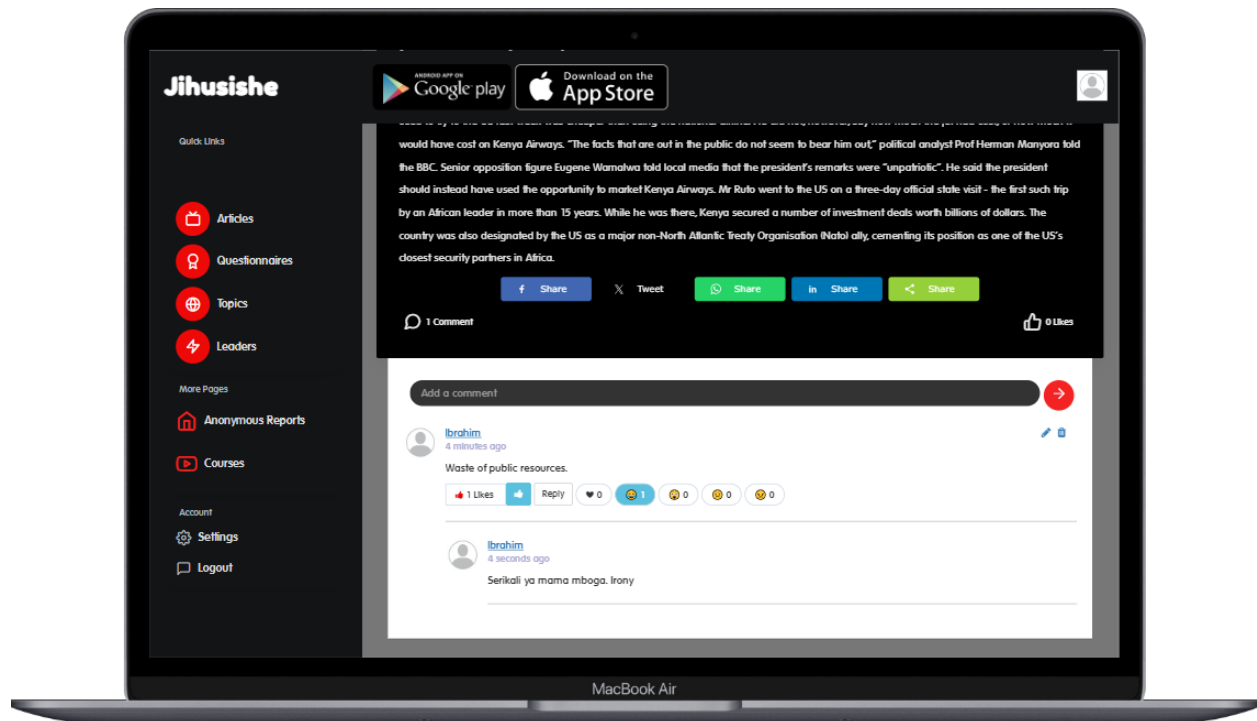 Jihusishe
ANDROID APP ON
Google play
Download on the
App Store
Quick Links
Articles
Questionnaires
Topics
Leaders
More Pages
Anonymous Reports
Courses
Account
Settings
Logout
would have cost on Kenya Airways. "The facts that are out in the public do not seem to bear him out," political analyst Prof Herman Manyora told
the BBC. Senior opposition figure Eugene Wamalwa told local media that the president's remarks were "unpatriotic". He said the president
should instead have used the opportunity to market Kenya Airways. Mr Ruto went to the US on a three-day official state visit - the first such trip
by an African leader in more than 15 years. While he was there, Kenya secured a number of investment deals worth billions of dollars. The
country was also designated by the US as a major non-North Atlantic Treaty Organisation (Nato) ally, cementing its position as one of the US's
closest security partners in Africa.
Share Tweet Share in Share Share
1 Comment 0 Likes
Add a comment
Ibrahim
4 minutes ago
Waste of public resources.
1 Likes Reply 0 1 0 0 0
Ibrahim
4 seconds ago
Serikali ya mama mboga. Irony
MacBook Air